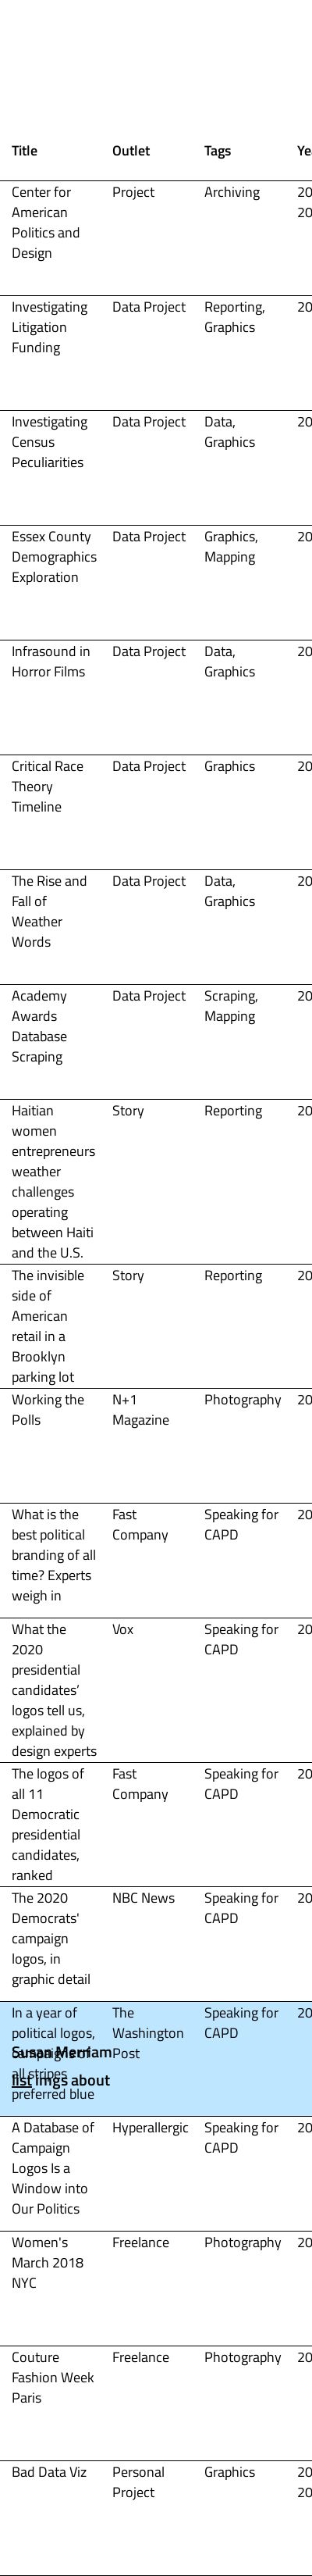 Title Outlet Tags Ye
Center for Project Archiving 20
American 20
Politics and
Design
Investigating Data Project Reporting, 20
Litigation Graphics
Funding
Investigating Data Project Data, 20
Census Graphics
Peculiarities
Essex County Data Project Graphics, 20
Demographics Mapping
Exploration
Infrasound in Data Project Data, 20
Horror Films Graphics
Critical Race Data Project Graphics 20
Theory
Timeline
The Rise and Data Project Data, 20
Fall of Graphics
Weather
Words
Academy Data Project Scraping, 20
Awards Mapping
Database
Scraping
Haitian Story Reporting 20
women
entrepreneurs
weather
challenges
operating
between Haiti
and the U.S.
The invisible Story Reporting 20
side of
American
retail in a
Brooklyn
parking lot
Working the N+1 Photography 20
Polls Magazine
What is the Fast Speaking for 20
best political Company CAPD
branding of all
time? Experts
weigh in
What the Vox Speaking for 20
2020 CAPD
presidential
candidates’
logos tell us,
explained by
design experts
The logos of Fast Speaking for 20
all 11 Company CAPD
Democratic
presidential
candidates,
ranked
The 2020 NBC News Speaking for 20
Democrats' CAPD
campaign
logos, in
graphic detail
In a year of The Speaking for 20
political logos, Washington CAPD
campaigns of Post
Susan Merriam
all stripes
list imgs about
preferred blue
A Database of Hyperallergic Speaking for 20
Campaign CAPD
Logos Is a
Window into
Our Politics
Women's Freelance Photography 20
March 2018
NYC
Couture Freelance Photography 20
Fashion Week
Paris
Bad Data Viz Personal Graphics 20
Project 20